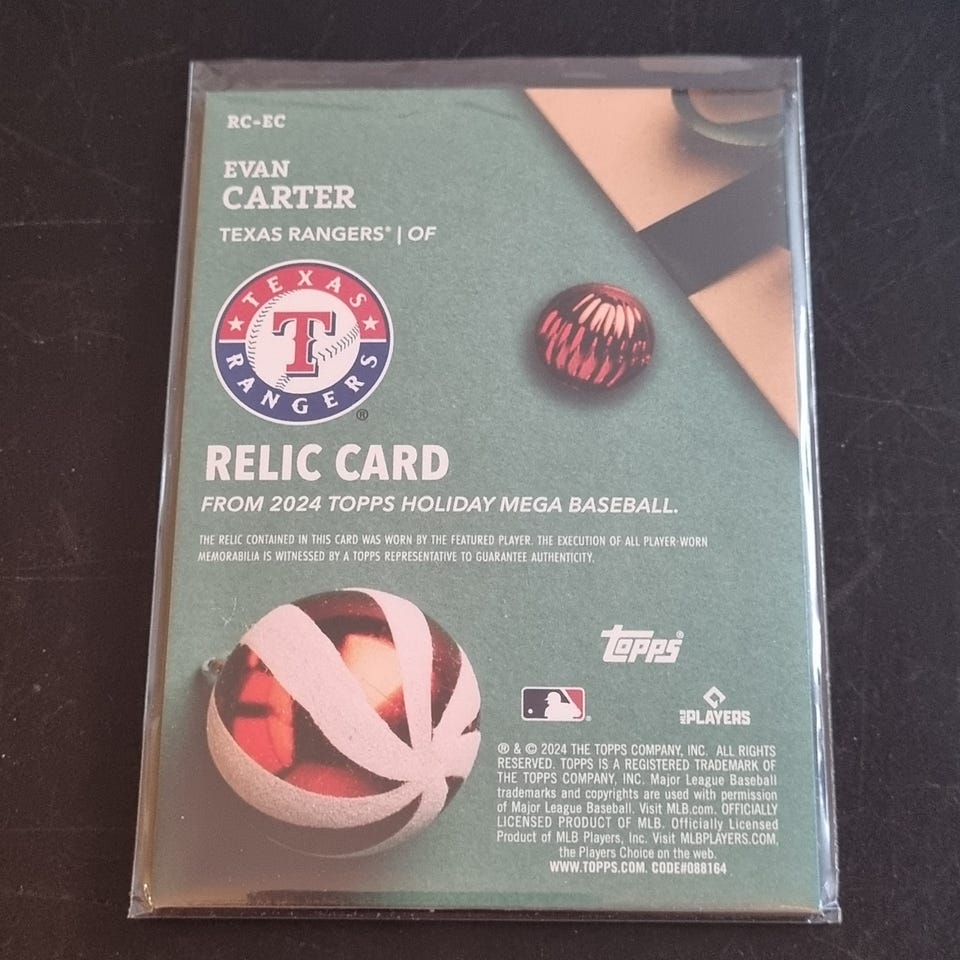 RC-EC
EVAN
CARTER
TEXAS RANGERS® | OF
TEXAS
T
RANGERS
®
RELIC CARD
FROM 2024 TOPPS HOLIDAY MEGA BASEBALL.
THE RELIC CONTAINED IN THIS CARD WAS WORN BY THE FEATURED PLAYER. THE EXECUTION OF ALL PLAYER-WORN
MEMORABILIA IS WITNESSED BY A TOPPS REPRESENTATIVE TO GUARANTEE AUTHENTICITY.
topps®
MLB PLAYERS
® & © 2024 THE TOPPS COMPANY, INC. ALL RIGHTS
RESERVED. TOPPS IS A REGISTERED TRADEMARK OF
THE TOPPS COMPANY, INC. Major League Baseball
trademarks and copyrights are used with permission
of Major League Baseball. Visit MLB.com. OFFICIALLY
LICENSED PRODUCT OF MLB. Officially Licensed
Product of MLB Players, Inc. Visit MLBPLAYERS.COM,
the Players Choice on the web.
WWW.TOPPS.COM. CODE#088164